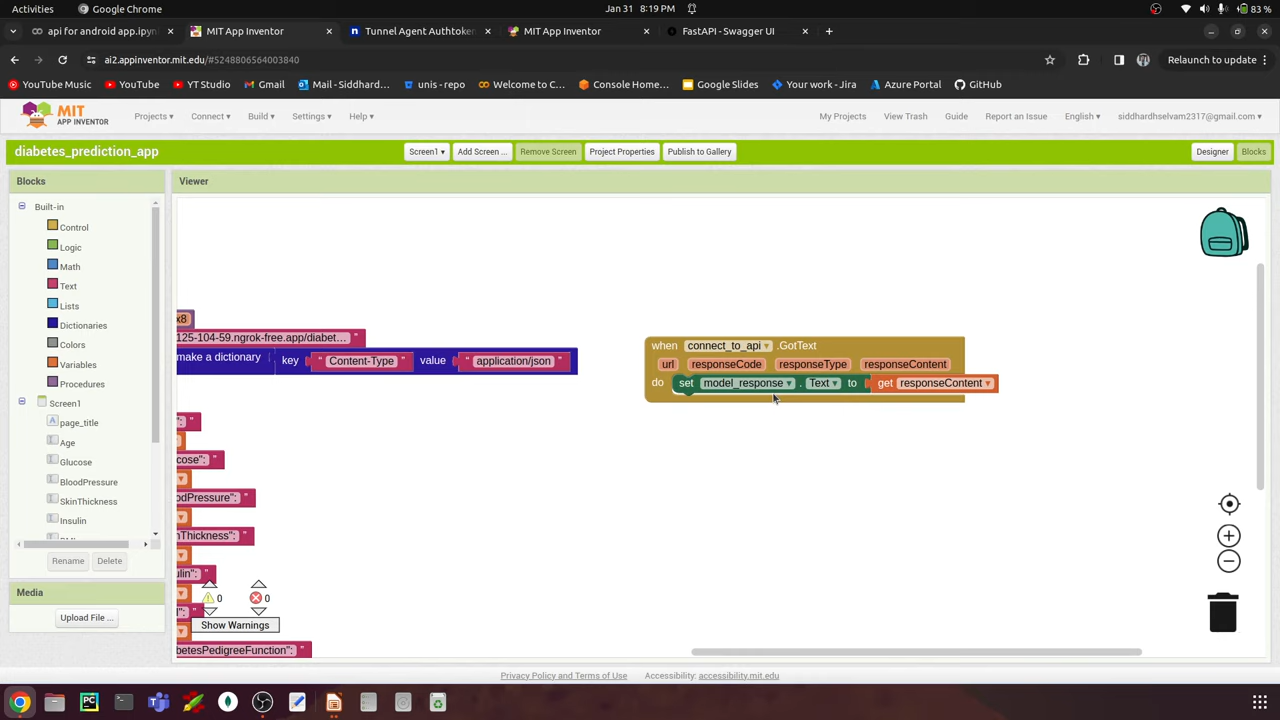 Activities Google Chrome Jan 31 8:19 PM 83 %
api for android app.ipyn MIT App Inventor Tunnel Agent Authtoke MIT App Inventor FastAPI - Swagger UI
ai2.appinventor.mit.edu/#5248806564003840 Relaunch to update
YouTube Music YouTube YT Studio Gmail Mail - Siddhard... unis - repo Welcome to C... Console Home... Google Slides Your work - Jira Azure Portal GitHub
MIT
APP INVENTOR
Projects Connect Build Settings Help My Projects View Trash Guide Report an Issue English siddhardhselvam2317@gmail.com
diabetes_prediction_app Screen1 Add Screen ... Remove Screen Project Properties Publish to Gallery Designer Blocks
Blocks Viewer
Built-in
Control
Logic
Math
Text
Lists
Dictionaries
Colors
Variables
Procedures
Screen1
page_title
Age
Glucose
BloodPressure
SkinThickness
Insulin
Rename Delete
Media
Upload File ...
x8
125-104-59.ngrok-free.app/diabet... "
make a dictionary key " Content-Type " value " application/json "
": "
cose": "
odPressure": "
nThickness": "
ulin": "
": "
betesPedigreeFunction": "
when connect_to_api .GotText
url responseCode responseType responseContent
do set model_response . Text to get responseContent
0 0
Show Warnings
Privacy Policy and Terms of Use Accessibility: accessibility.mit.edu